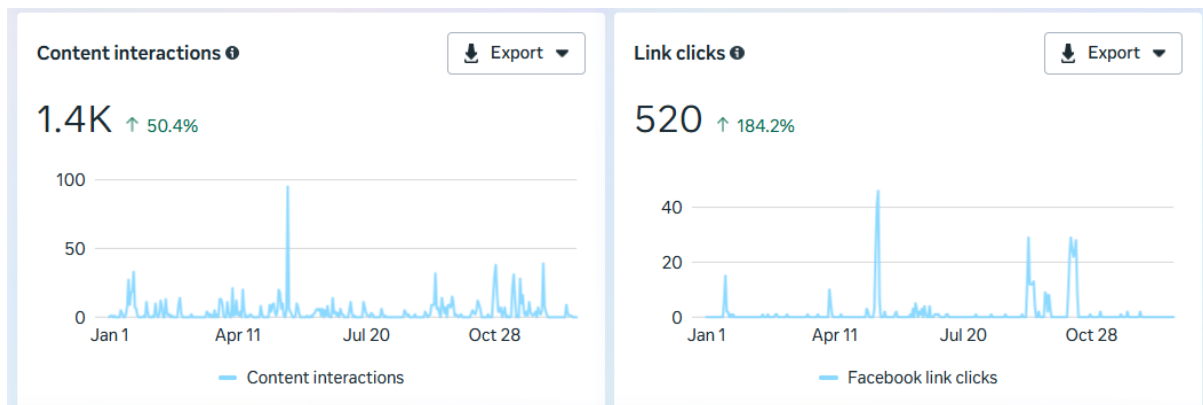 Content interactions
Export
1.4K ↑ 50.4%
100
50
0
Jan 1 Apr 11 Jul 20 Oct 28
Content interactions
Link clicks
Export
520 ↑ 184.2%
40
20
0
Jan 1 Apr 11 Jul 20 Oct 28
Facebook link clicks